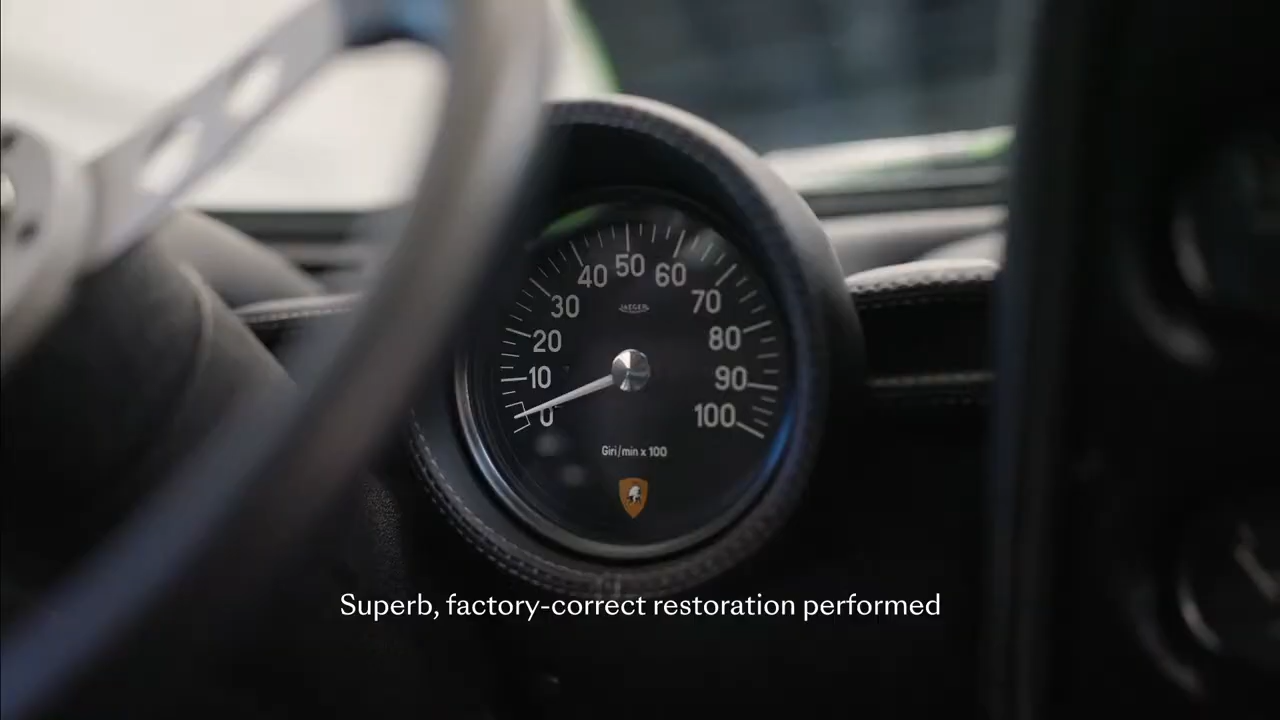 40 50 60
30 70
JAEGER
20 80
10 90
0 100
Giri/min x 100
Superb, factory-correct restoration performed